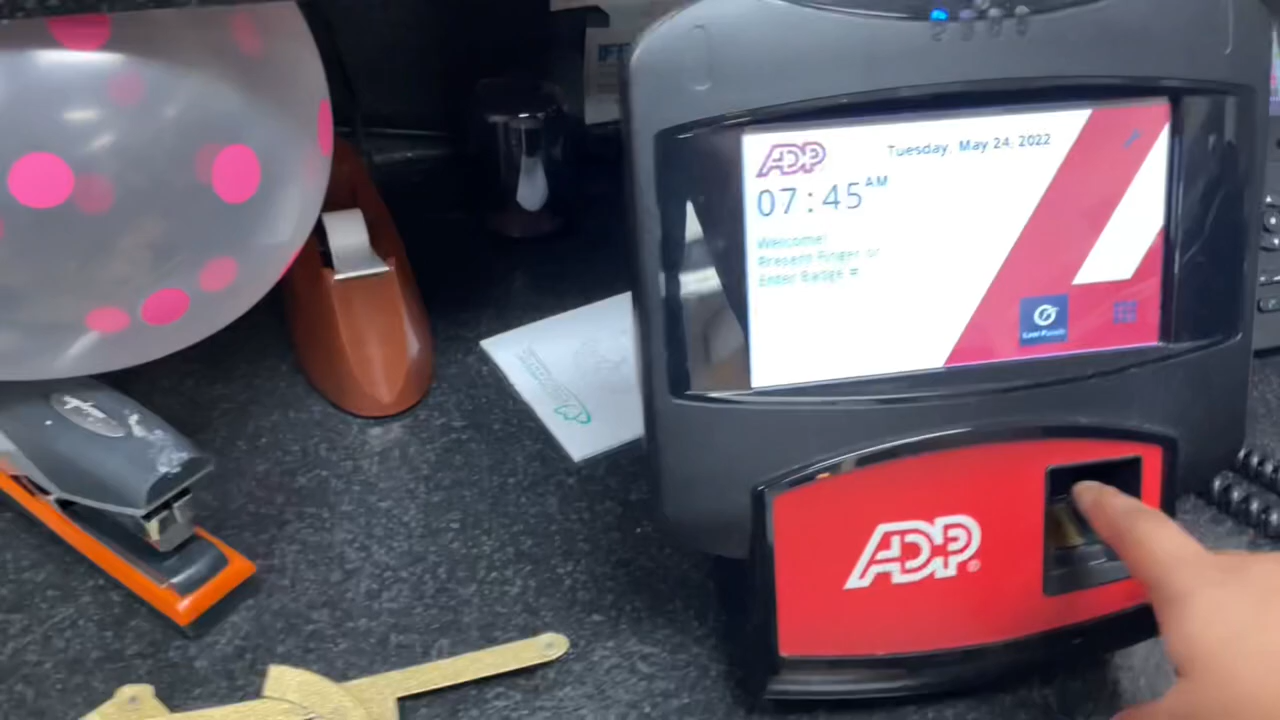 ADP
Tuesday, May 24, 2022
07:45 AM
Welcome!
Present Finger or
Enter Badge #
ADP